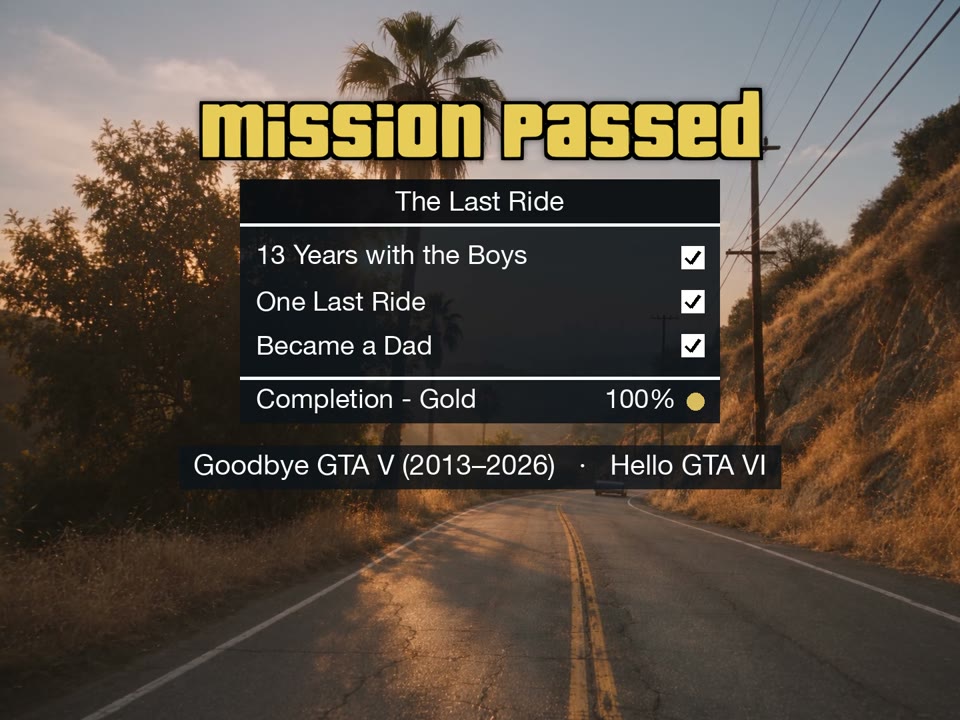 mission passed
The Last Ride
13 Years with the Boys
One Last Ride
Became a Dad
Completion - Gold 100%
Goodbye GTA V (2013–2026) · Hello GTA VI